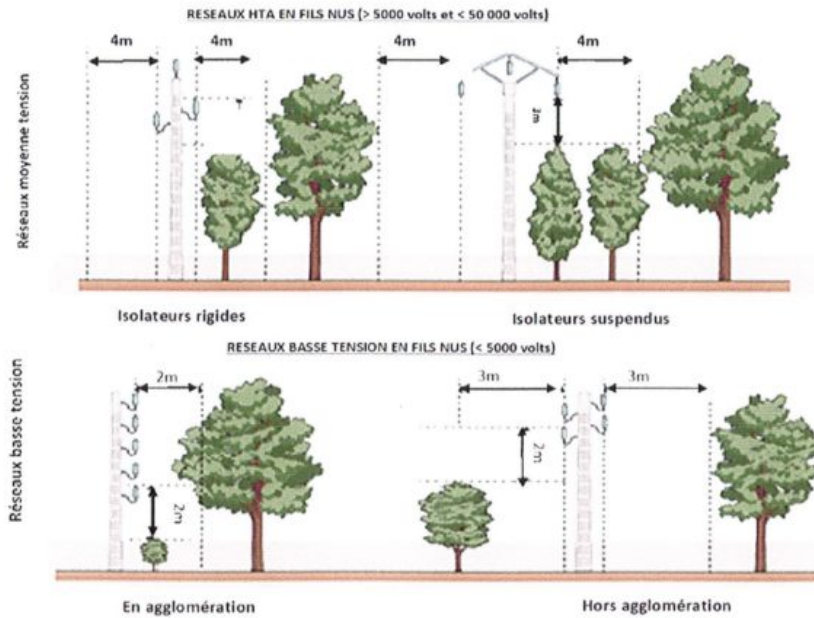 RESEAUX HTA EN FILS NUS (> 5000 volts et < 50 000 volts)
4m 4m 4m 4m
Réseaux moyenne tension
3m
Isolateurs rigides Isolateurs suspendus
RESEAUX BASSE TENSION EN FILS NUS (< 5000 volts)
2m 3m 3m
Réseaux basse tension
2m 2m
En agglomération Hors agglomération